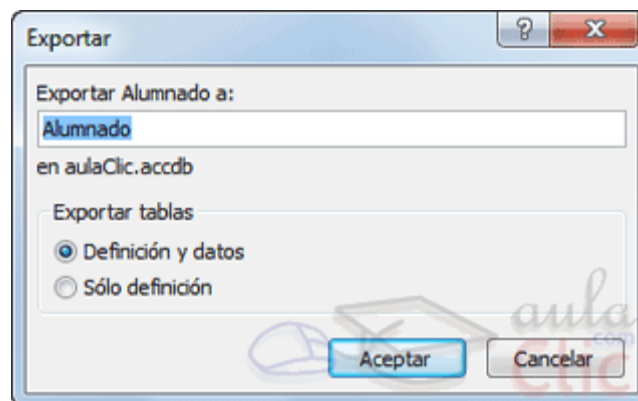 Exportar
Exportar Alumnado a:
Alumnado
en aulaClic.accdb
Exportar tablas
Definición y datos
Sólo definición
Aceptar
Cancelar
aula
.com
Clic